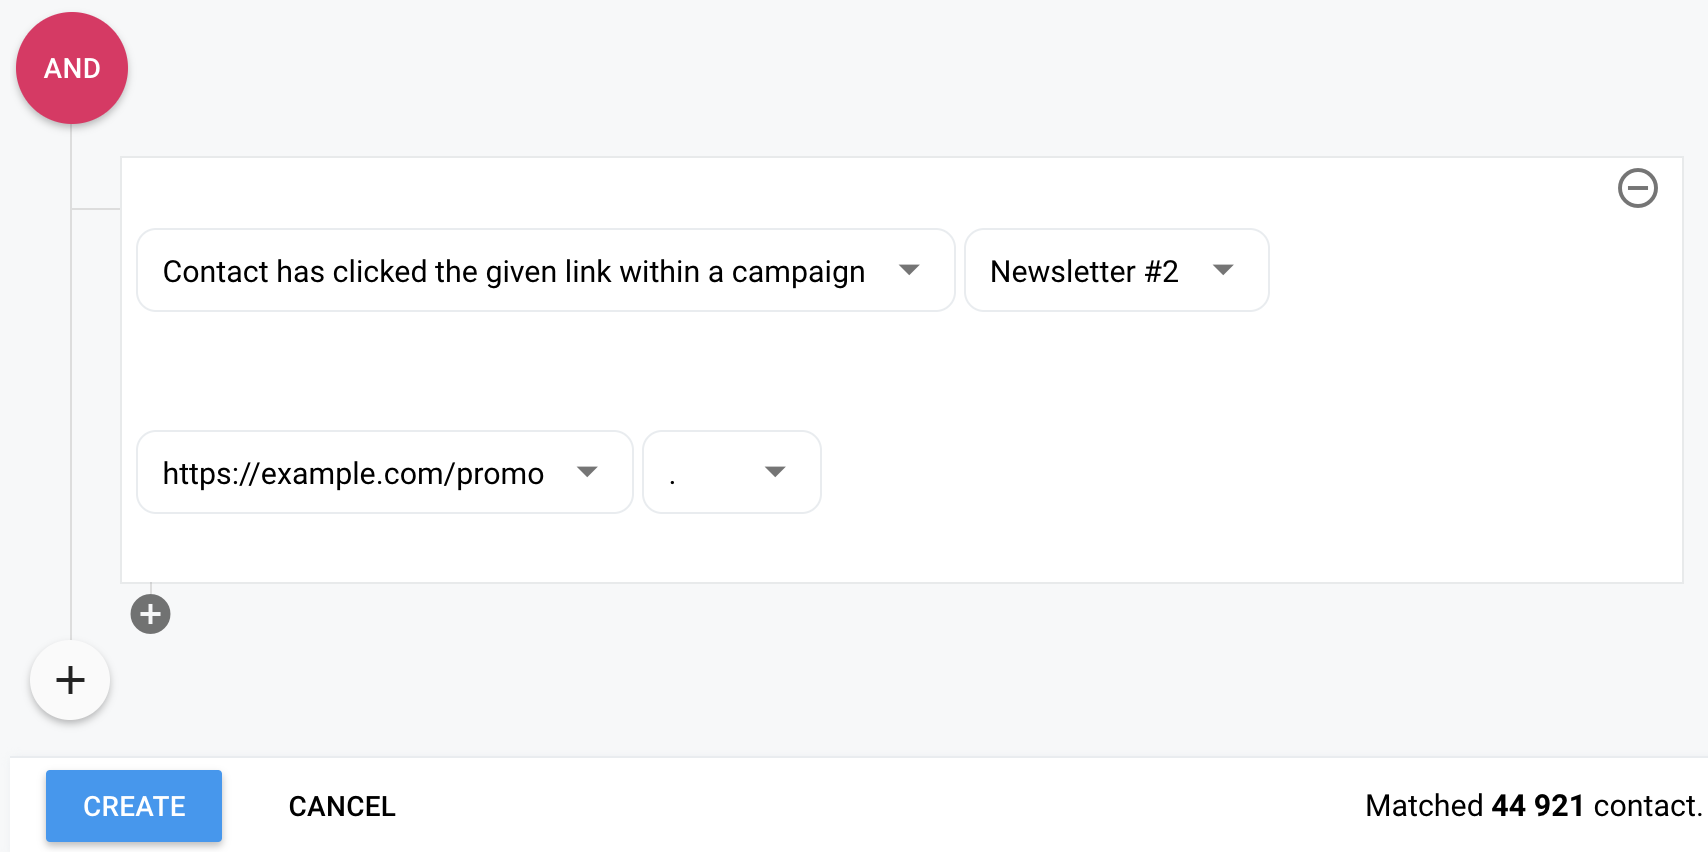 AND
Contact has clicked the given link within a campaign
Newsletter #2
https://example.com/promo
.
CREATE
CANCEL
Matched 44 921 contact.